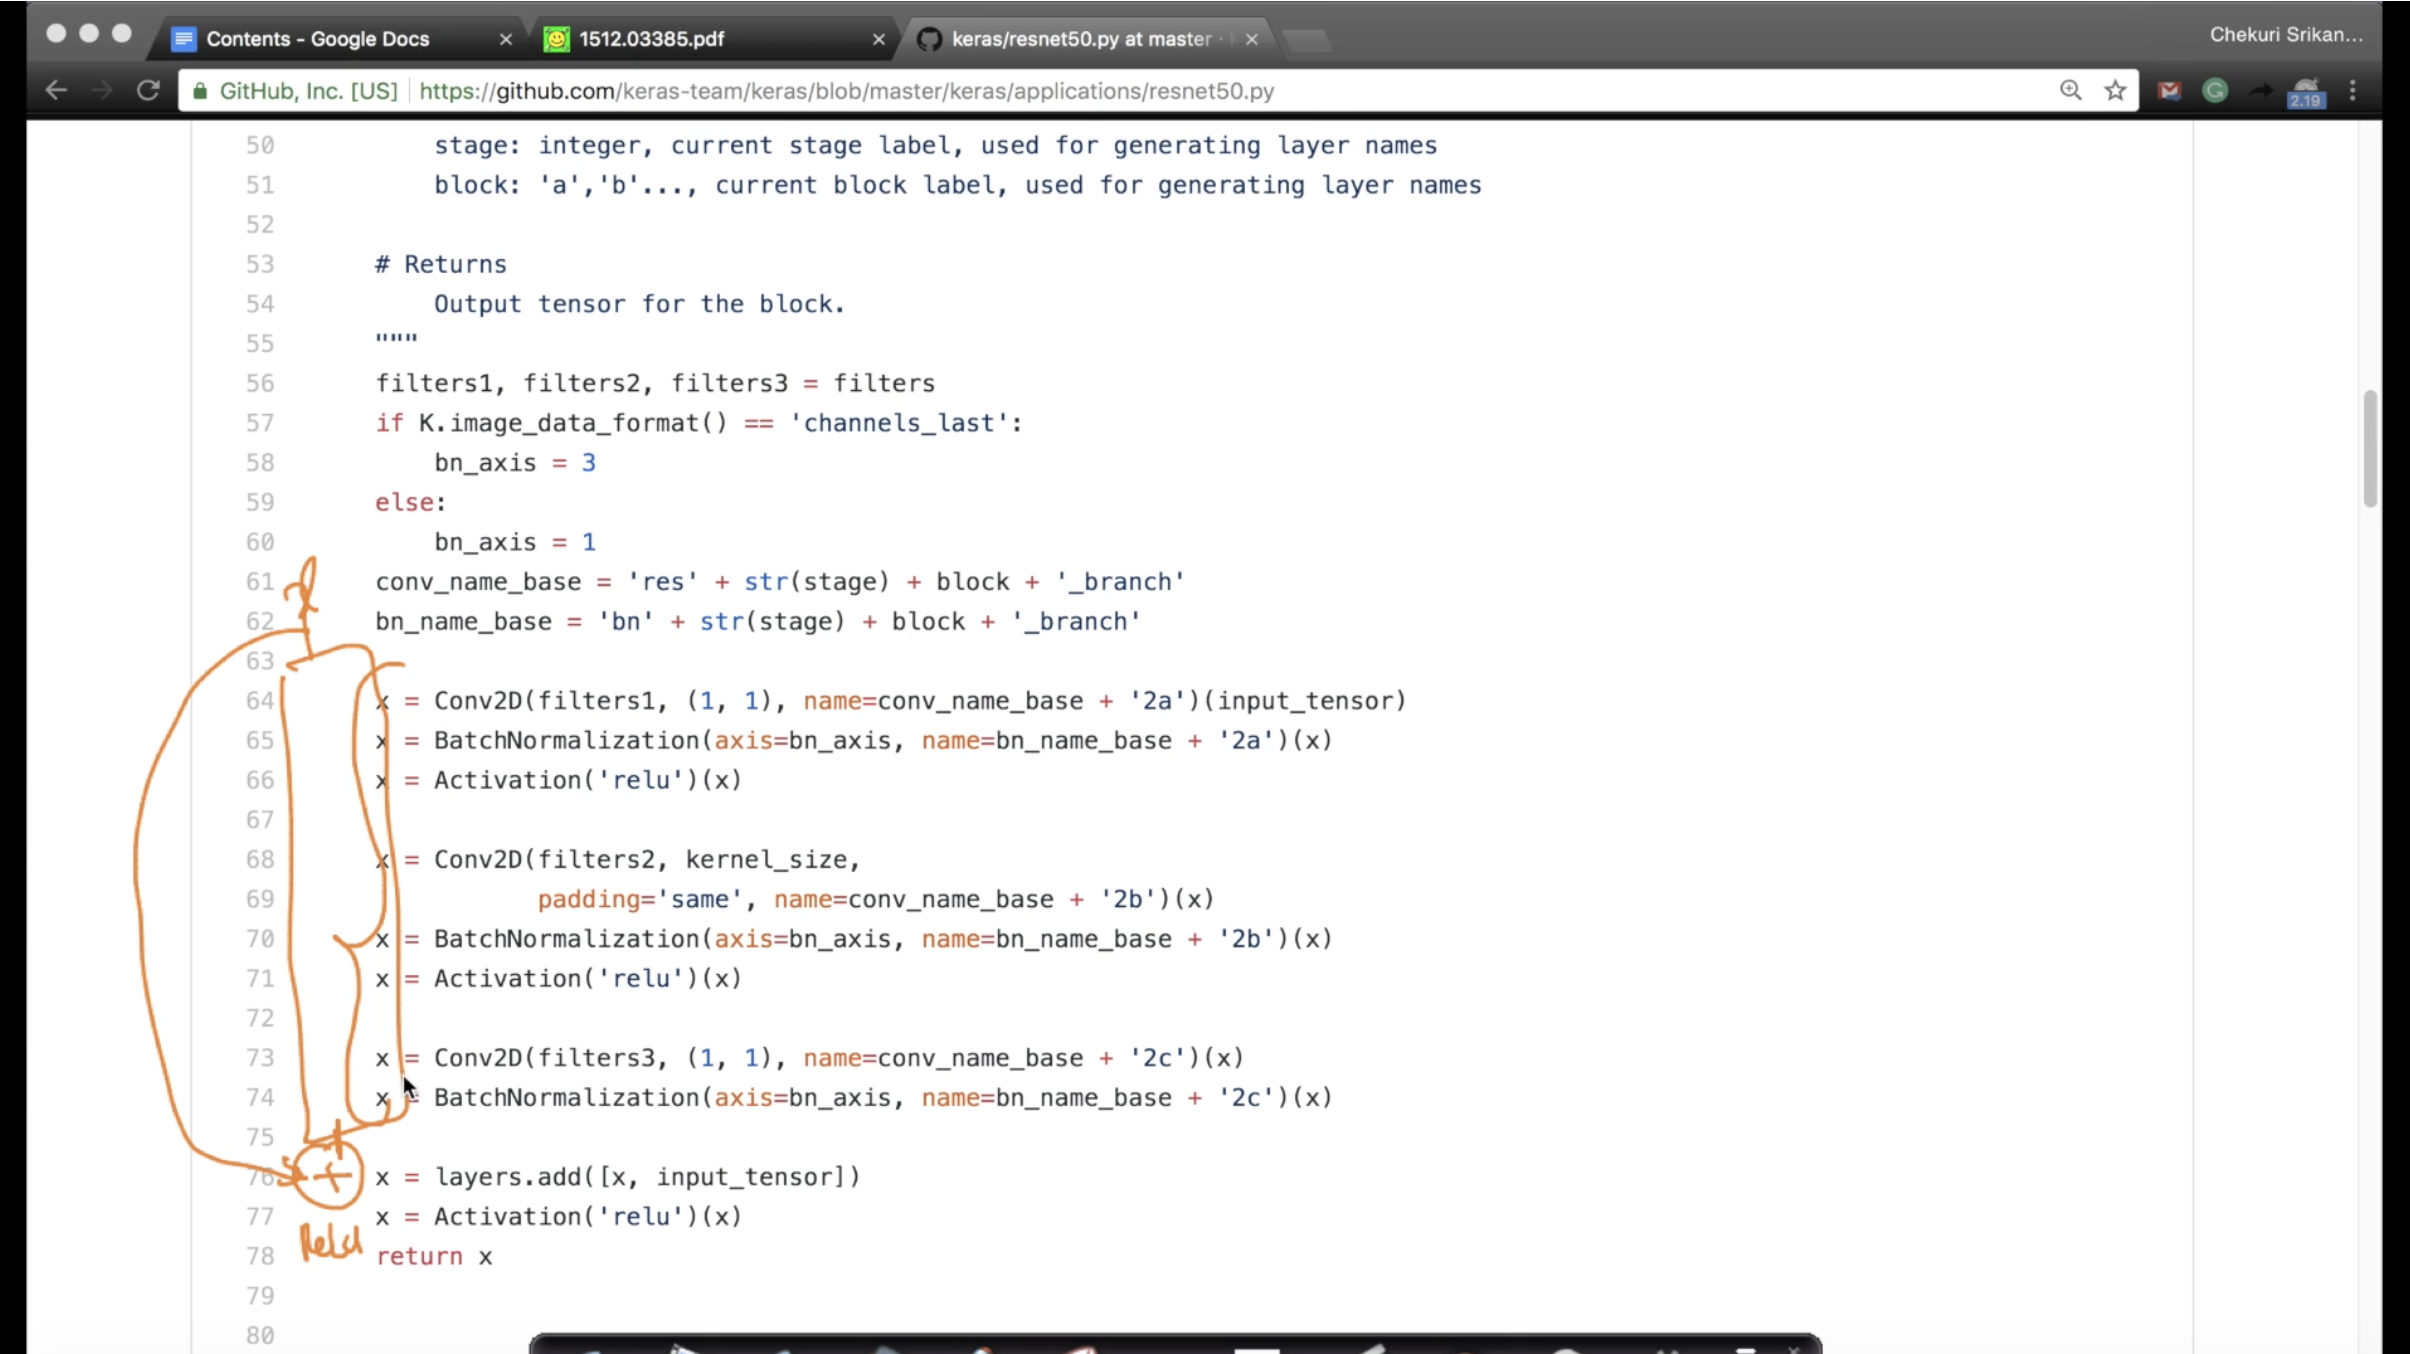 Contents - Google Docs
1512.03385.pdf
keras/resnet50.py at master ·
Chekuri Srikan...
GitHub, Inc. [US]
https://github.com/keras-team/keras/blob/master/keras/applications/resnet50.py
2.19
50 stage: integer, current stage label, used for generating layer names
51 block: 'a','b'..., current block label, used for generating layer names
52
53 # Returns
54 Output tensor for the block.
55 """
56 filters1, filters2, filters3 = filters
57 if K.image_data_format() == 'channels_last':
58 bn_axis = 3
59 else:
60 bn_axis = 1
61 conv_name_base = 'res' + str(stage) + block + '_branch'
62 bn_name_base = 'bn' + str(stage) + block + '_branch'
63
64 x = Conv2D(filters1, (1, 1), name=conv_name_base + '2a')(input_tensor)
65 x = BatchNormalization(axis=bn_axis, name=bn_name_base + '2a')(x)
66 x = Activation('relu')(x)
67
68 x = Conv2D(filters2, kernel_size,
69 padding='same', name=conv_name_base + '2b')(x)
70 x = BatchNormalization(axis=bn_axis, name=bn_name_base + '2b')(x)
71 x = Activation('relu')(x)
72
73 x = Conv2D(filters3, (1, 1), name=conv_name_base + '2c')(x)
74 x = BatchNormalization(axis=bn_axis, name=bn_name_base + '2c')(x)
75
76 + x = layers.add([x, input_tensor])
77 x = Activation('relu')(x)
78 Relu return x
79
80